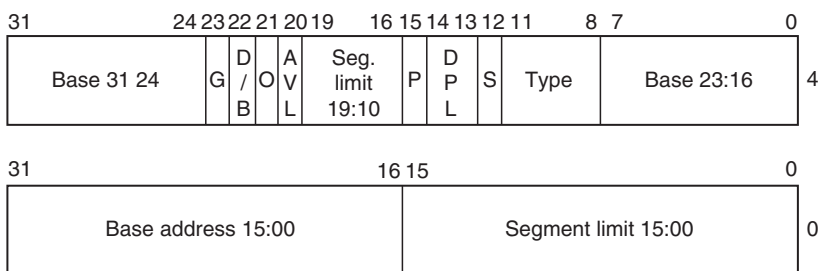 31 24 23 22 21 20 19 16 15 14 13 12 11 8 7 0
Base 31 24 G D/B O AVL Seg. limit 19:10 P DPL S Type Base 23:16 4
31 16 15 0
Base address 15:00 Segment limit 15:00 0